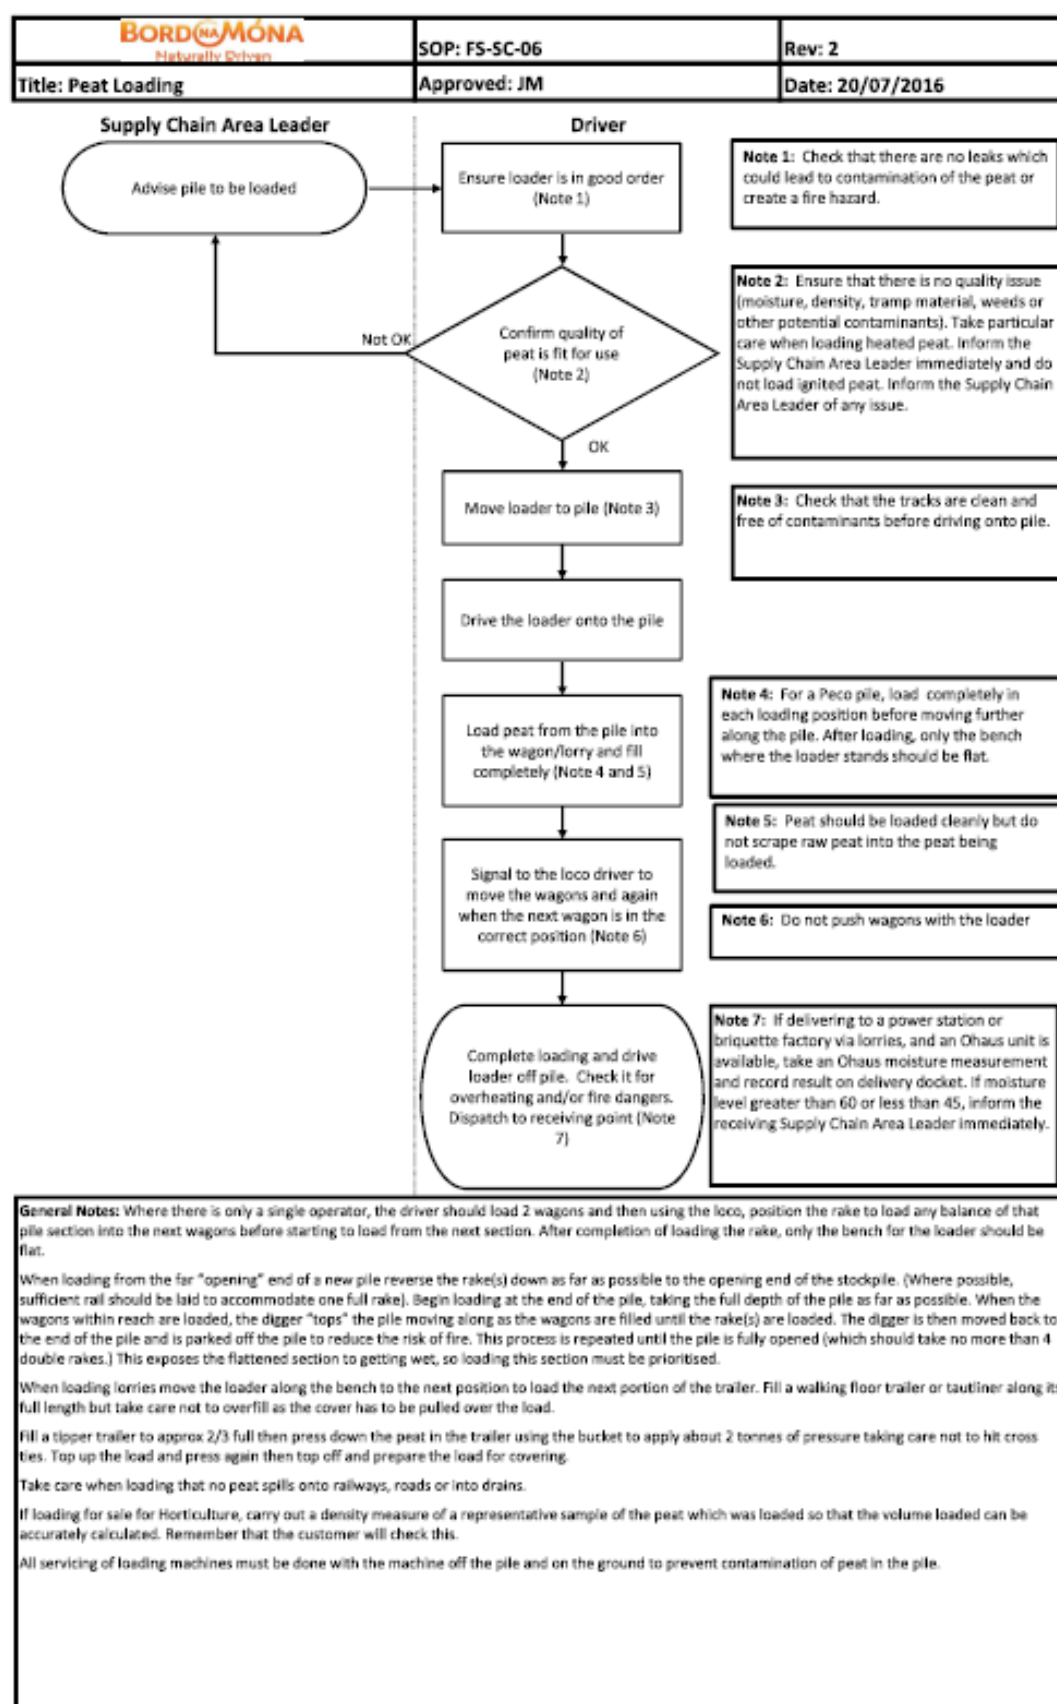 BORD NA MÓNA
Naturally Driven
SOP: FS-SC-06
Rev: 2
Title: Peat Loading
Approved: JM
Date: 20/07/2016
Supply Chain Area Leader
Driver
Advise pile to be loaded
Ensure loader is in good order
(Note 1)
Note 1: Check that there are no leaks which
could lead to contamination of the peat or
create a fire hazard.
Not OK
Confirm quality of
peat is fit for use
(Note 2)
OK
Note 2: Ensure that there is no quality issue
(moisture, density, tramp material, weeds or
other potential contaminants). Take particular
care when loading heated peat. Inform the
Supply Chain Area Leader immediately and do
not load ignited peat. Inform the Supply Chain
Area Leader of any issue.
Move loader to pile (Note 3)
Note 3: Check that the tracks are clean and
free of contaminants before driving onto pile.
Drive the loader onto the pile
Load peat from the pile into
the wagon/lorry and fill
completely (Note 4 and 5)
Note 4: For a Peco pile, load completely in
each loading position before moving further
along the pile. After loading, only the bench
where the loader stands should be flat.
Note 5: Peat should be loaded cleanly but do
not scrape raw peat into the peat being
loaded.
Signal to the loco driver to
move the wagons and again
when the next wagon is in the
correct position (Note 6)
Note 6: Do not push wagons with the loader
Complete loading and drive
loader off pile. Check it for
overheating and/or fire dangers.
Dispatch to receiving point (Note
7)
Note 7: If delivering to a power station or
briquette factory via lorries, and an Ohaus unit is
available, take an Ohaus moisture measurement
and record result on delivery docket. If moisture
level greater than 60 or less than 45, inform the
receiving Supply Chain Area Leader immediately.
General Notes: Where there is only a single operator, the driver should load 2 wagons and then using the loco, position the rake to load any balance of that
pile section into the next wagons before starting to load from the next section. After completion of loading the rake, only the bench for the loader should be
flat.
When loading from the far "opening" end of a new pile reverse the rake(s) down as far as possible to the opening end of the stockpile. (Where possible,
sufficient rail should be laid to accommodate one full rake). Begin loading at the end of the pile, taking the full depth of the pile as far as possible. When the
wagons within reach are loaded, the digger "tops" the pile moving along as the wagons are filled until the rake(s) are loaded. The digger is then moved back to
the end of the pile and is parked off the pile to reduce the risk of fire. This process is repeated until the pile is fully opened (which should take no more than 4
double rakes.) This exposes the flattened section to getting wet, so loading this section must be prioritised.
When loading lorries move the loader along the bench to the next position to load the next portion of the trailer. Fill a walking floor trailer or tautliner along its
full length but take care not to overfill as the cover has to be pulled over the load.
Fill a tipper trailer to approx 2/3 full then press down the peat in the trailer using the bucket to apply about 2 tonnes of pressure taking care not to hit cross
ties. Top up the load and press again then top off and prepare the load for covering.
Take care when loading that no peat spills onto railways, roads or into drains.
If loading for sale for Horticulture, carry out a density measure of a representative sample of the peat which was loaded so that the volume loaded can be
accurately calculated. Remember that the customer will check this.
All servicing of loading machines must be done with the machine off the pile and on the ground to prevent contamination of peat in the pile.